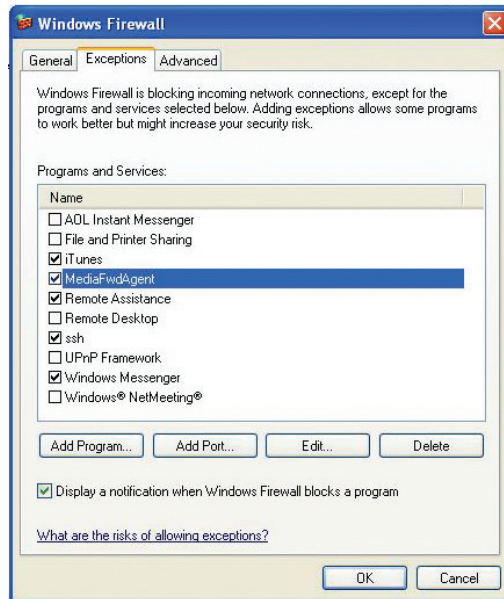 Windows Firewall
General Exceptions Advanced
Windows Firewall is blocking incoming network connections, except for the
programs and services selected below. Adding exceptions allows some programs
to work better but might increase your security risk.
Programs and Services:
Name
AOL Instant Messenger
File and Printer Sharing
iTunes
MediaFwdAgent
Remote Assistance
Remote Desktop
ssh
UPnP Framework
Windows Messenger
Windows® NetMeeting®
Add Program... Add Port... Edit... Delete
Display a notification when Windows Firewall blocks a program
What are the risks of allowing exceptions?
OK Cancel